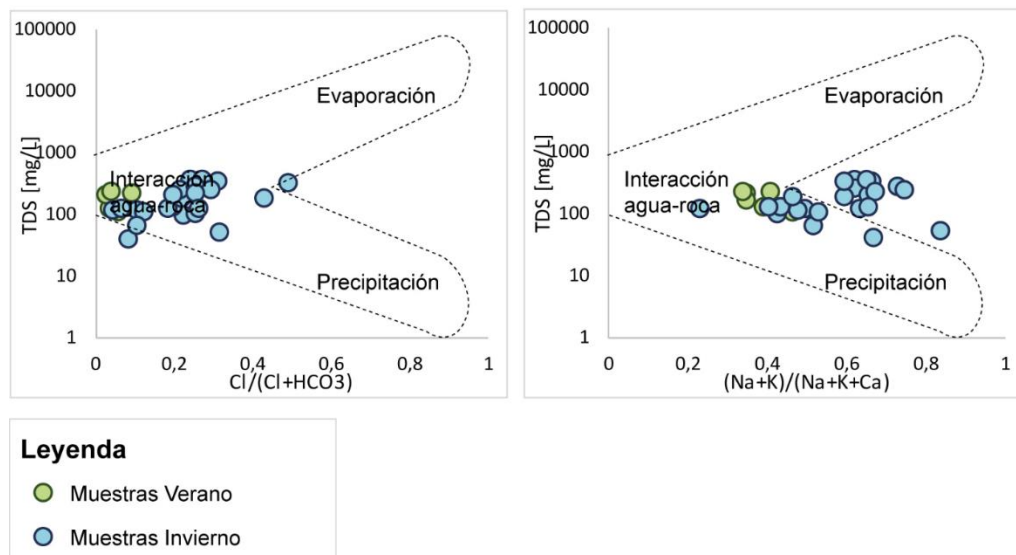 100000
10000
1000
100
10
1
TDS [mg/L]
Evaporación
Interacción
agua-roca
Precipitación
0
0,2
0,4
0,6
0,8
1
Cl/(Cl+HCO3)
100000
10000
1000
100
10
1
TDS [mg/L]
Evaporación
Interacción
agua-roca
Precipitación
0
0,2
0,4
0,6
0,8
1
(Na+K)/(Na+K+Ca)
Leyenda
Muestras Verano
Muestras Invierno